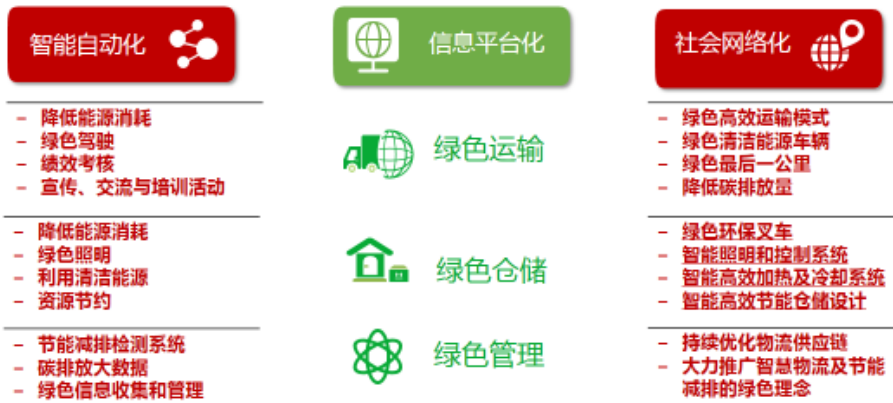 智能自动化
信息平台化
社会网络化
– 降低能源消耗
– 绿色驾驶
– 绩效考核
– 宣传、交流与培训活动
绿色运输
– 绿色高效运输模式
– 绿色清洁能源车辆
– 绿色最后一公里
– 降低碳排放量
– 降低能源消耗
– 绿色照明
– 利用清洁能源
– 资源节约
绿色仓储
– 绿色环保叉车
– 智能照明和控制系统
– 智能高效加热及冷却系统
– 智能高效节能仓储设计
– 节能减排检测系统
– 碳排放大数据
– 绿色信息收集和管理
绿色管理
– 持续优化物流供应链
– 大力推广智慧物流及节能
减排的绿色理念